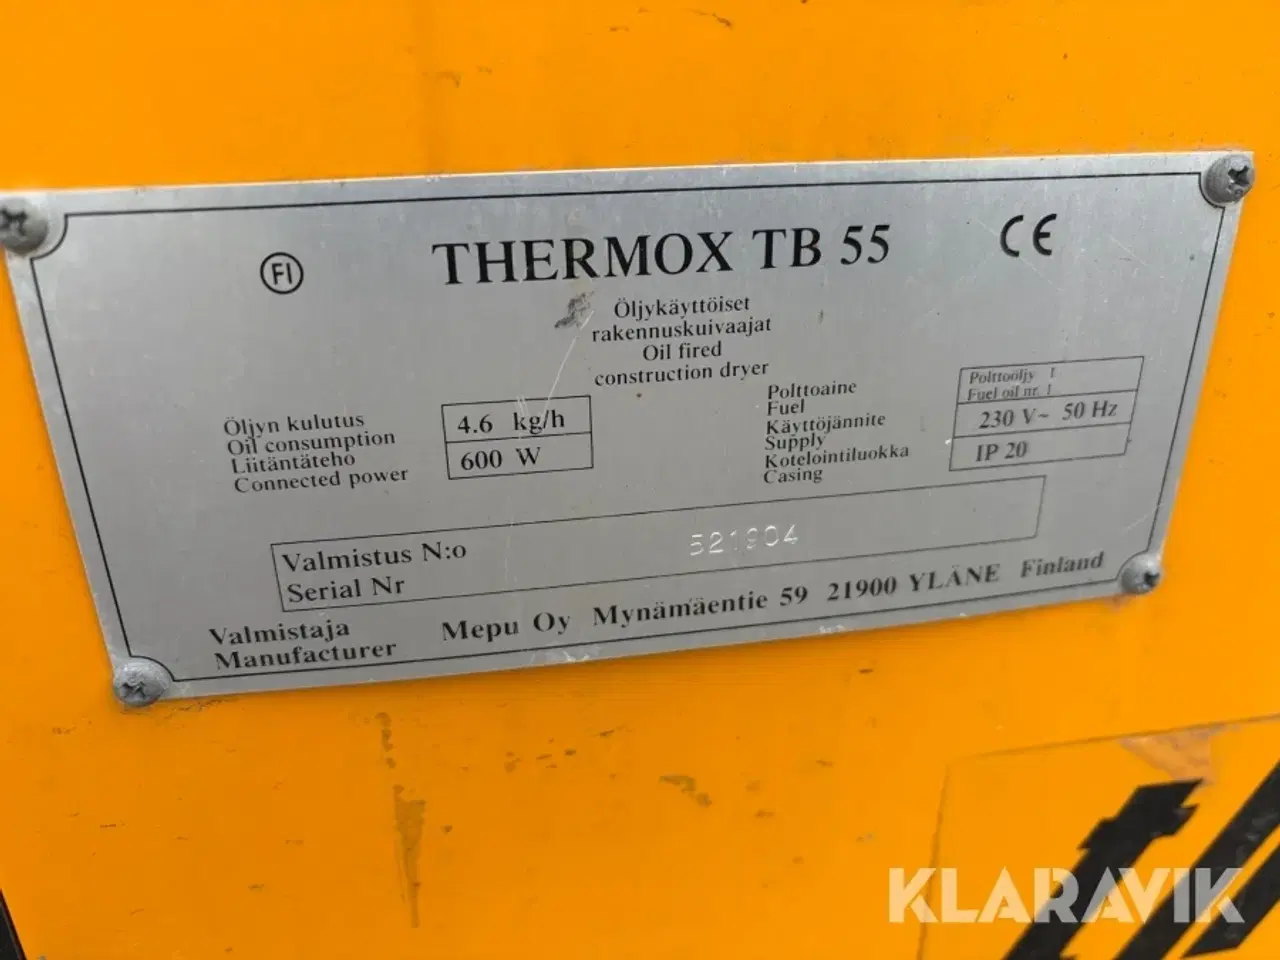 FI
THERMOX TB 55
CE
Öljykäyttöiset
rakennuskuivaajat
Oil fired
construction dryer
Öljyn kulutus
Oil consumption
4.6 kg/h
Liitäntäteho
Connected power
600 W
Polttoaine
Fuel
Polttoöljy 1
Fuel oil nr. 1
Käyttöjännite
Supply
230 V~ 50 Hz
Kotelointiluokka
Casing
IP 20
Valmistus N:o
Serial Nr
521904
Valmistaja
Manufacturer
Mepu Oy Mynämäentie 59 21900 YLÄNE Finland
KLARAVIK